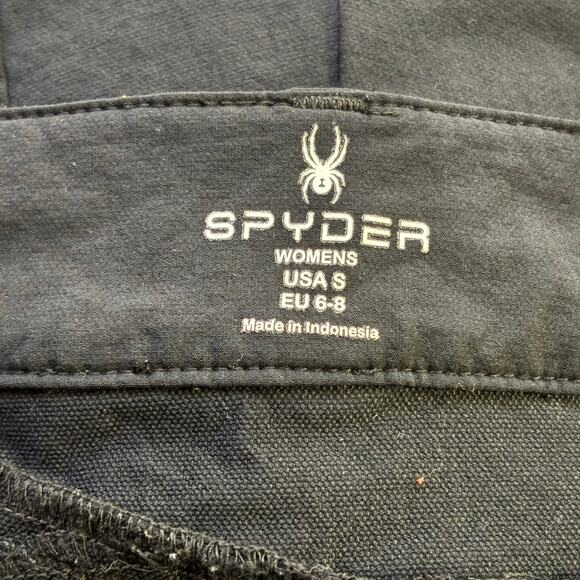 SPYDER
WOMENS
USA S
EU 6-8
Made in Indonesia